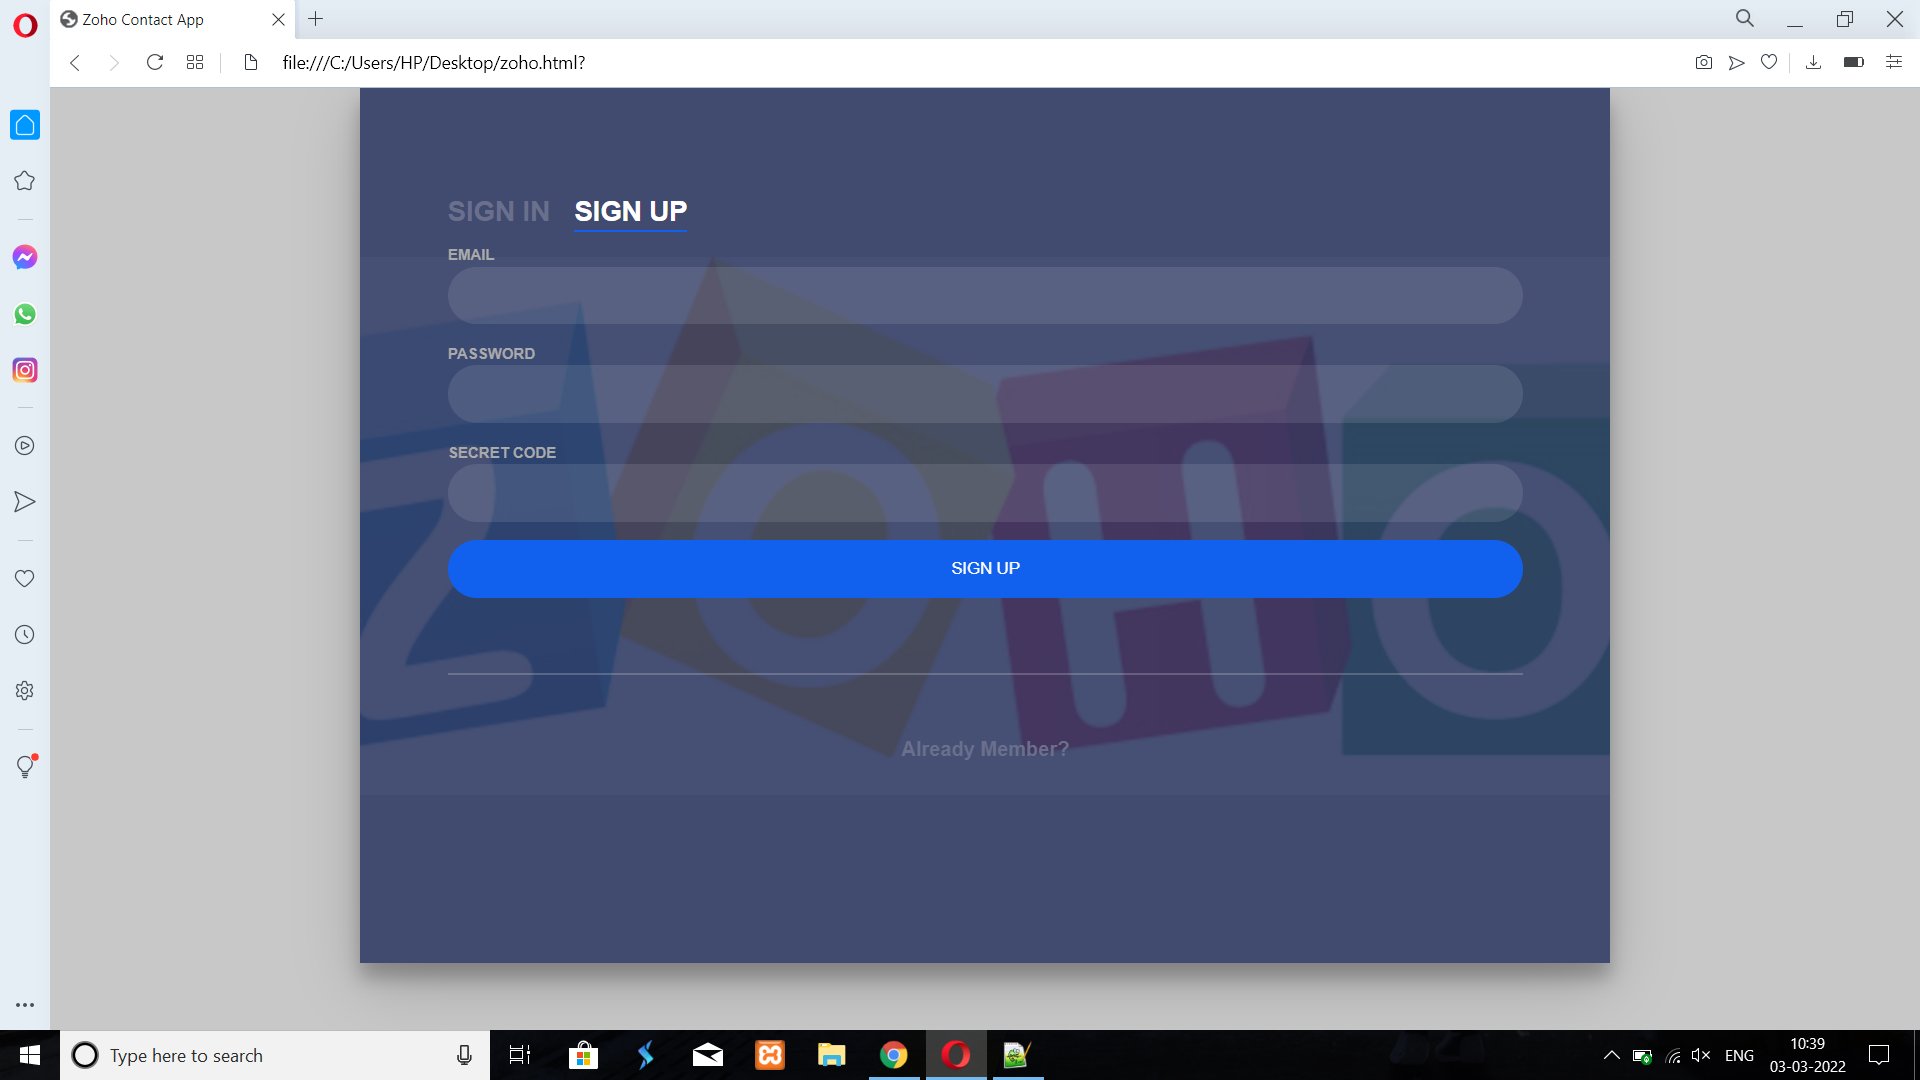 Zoho Contact App
file:///C:/Users/HP/Desktop/zoho.html?
SIGN IN SIGN UP
EMAIL
PASSWORD
SECRET CODE
SIGN UP
ZOHO
Already Member?
Type here to search
ENG
10:39
03-03-2022